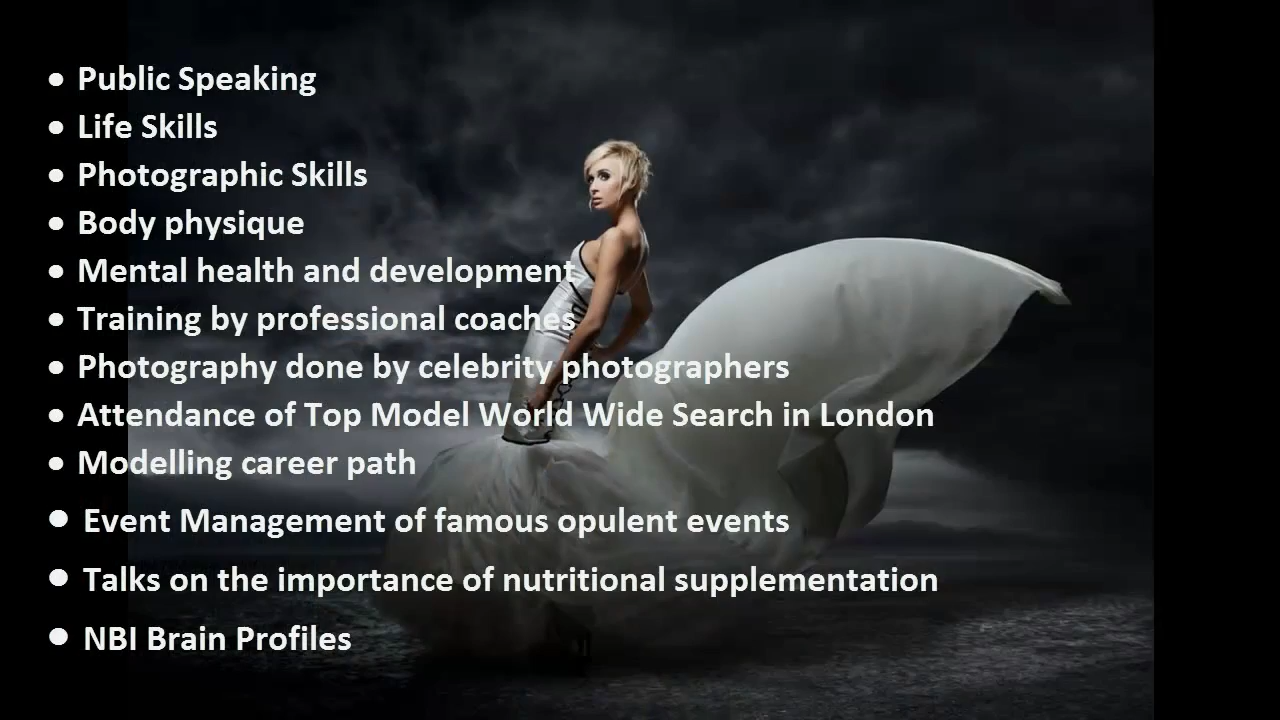 • Public Speaking
• Life Skills
• Photographic Skills
• Body physique
• Mental health and development
• Training by professional coaches
• Photography done by celebrity photographers
• Attendance of Top Model World Wide Search in London
• Modelling career path
• Event Management of famous opulent events
• Talks on the importance of nutritional supplementation
• NBI Brain Profiles